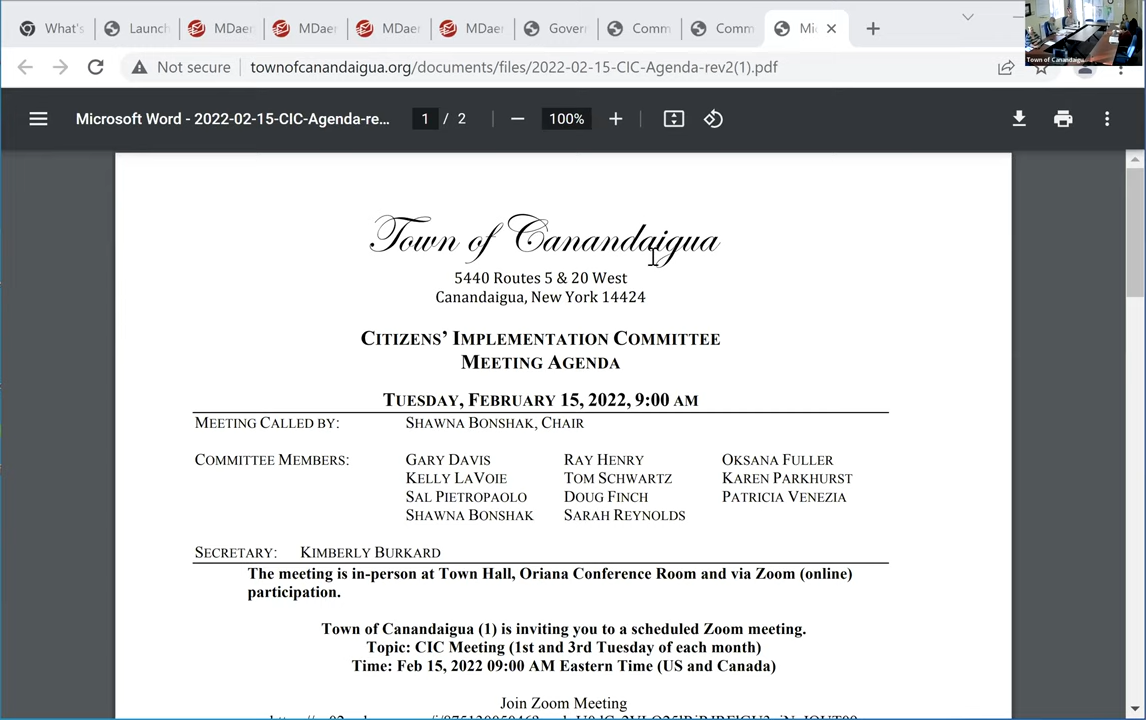 What's
Launch
MDaer
MDaer
MDaer
MDaer
Gover
Comm
Comm
Mic
Not secure
townofcanandaigua.org/documents/files/2022-02-15-CIC-Agenda-rev2(1).pdf
Town of Canandaigu
Microsoft Word - 2022-02-15-CIC-Agenda-re...
1 / 2
100%
Town of Canandaigua
5440 Routes 5 & 20 West
Canandaigua, New York 14424
CITIZENS' IMPLEMENTATION COMMITTEE
MEETING AGENDA
TUESDAY, FEBRUARY 15, 2022, 9:00 AM
MEETING CALLED BY: SHAWNA BONSHAK, CHAIR
COMMITTEE MEMBERS: GARY DAVIS RAY HENRY OKSANA FULLER
KELLY LAVOIE TOM SCHWARTZ KAREN PARKHURST
SAL PIETROPAOLO DOUG FINCH PATRICIA VENEZIA
SHAWNA BONSHAK SARAH REYNOLDS
SECRETARY: KIMBERLY BURKARD
The meeting is in-person at Town Hall, Oriana Conference Room and via Zoom (online)
participation.
Town of Canandaigua (1) is inviting you to a scheduled Zoom meeting.
Topic: CIC Meeting (1st and 3rd Tuesday of each month)
Time: Feb 15, 2022 09:00 AM Eastern Time (US and Canada)
Join Zoom Meeting